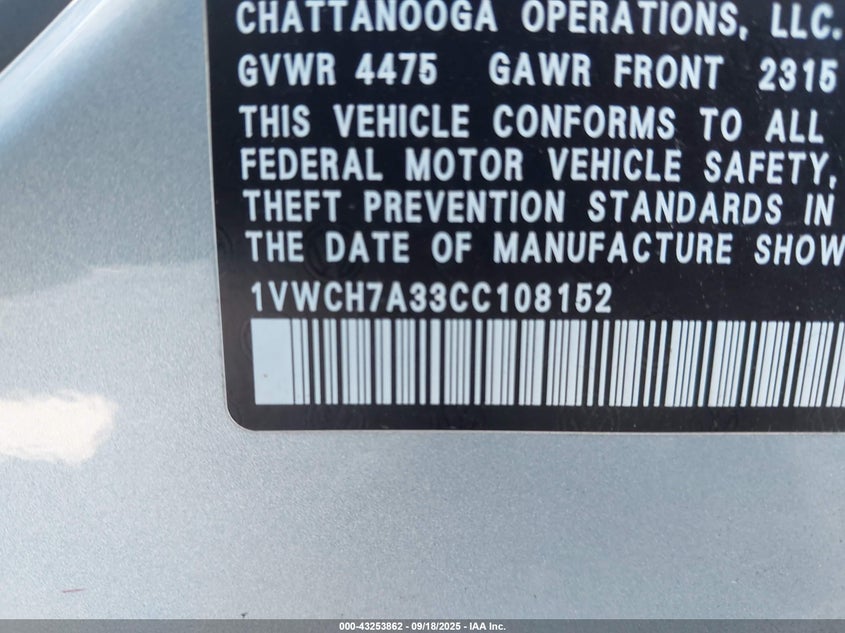 CHATTANOOGA OPERATIONS, LLC.
GVWR 4475 GAWR FRONT 2315
THIS VEHICLE CONFORMS TO ALL
FEDERAL MOTOR VEHICLE SAFETY,
THEFT PREVENTION STANDARDS IN
THE DATE OF MANUFACTURE SHOW
1VWCH7A33CC108152
000-43253862 - 09/18/2025 - IAA Inc.